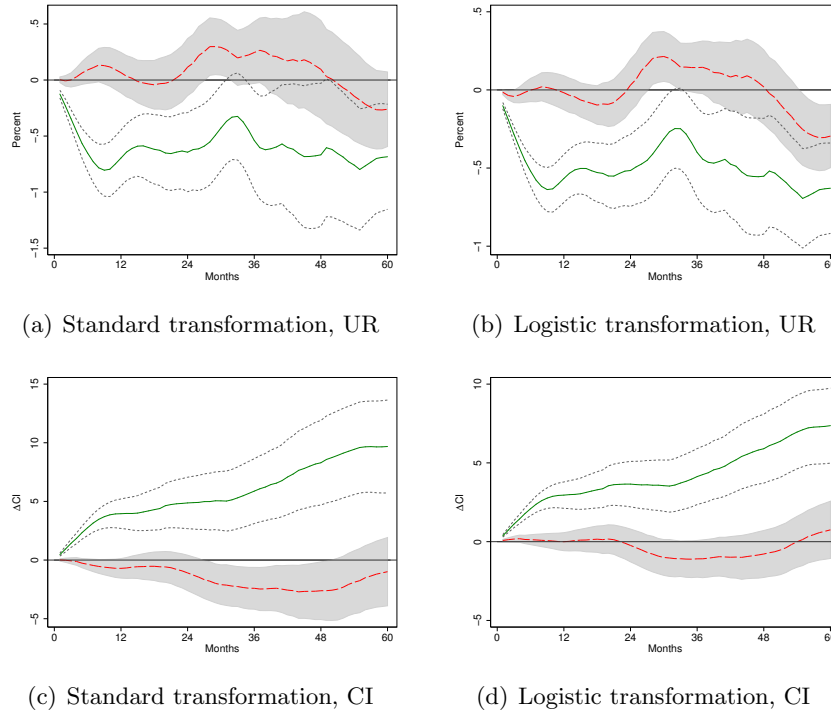 .5
0
-.5
-1
-1.5
Percent
0 12 24 36 48 60
Months
(a) Standard transformation, UR
.5
0
-.5
-1
Percent
0 12 24 36 48 60
Months
(b) Logistic transformation, UR
15
10
5
0
-5
ΔCI
0 12 24 36 48 60
Months
(c) Standard transformation, CI
10
5
0
-5
ΔCI
0 12 24 36 48 60
Months
(d) Logistic transformation, CI